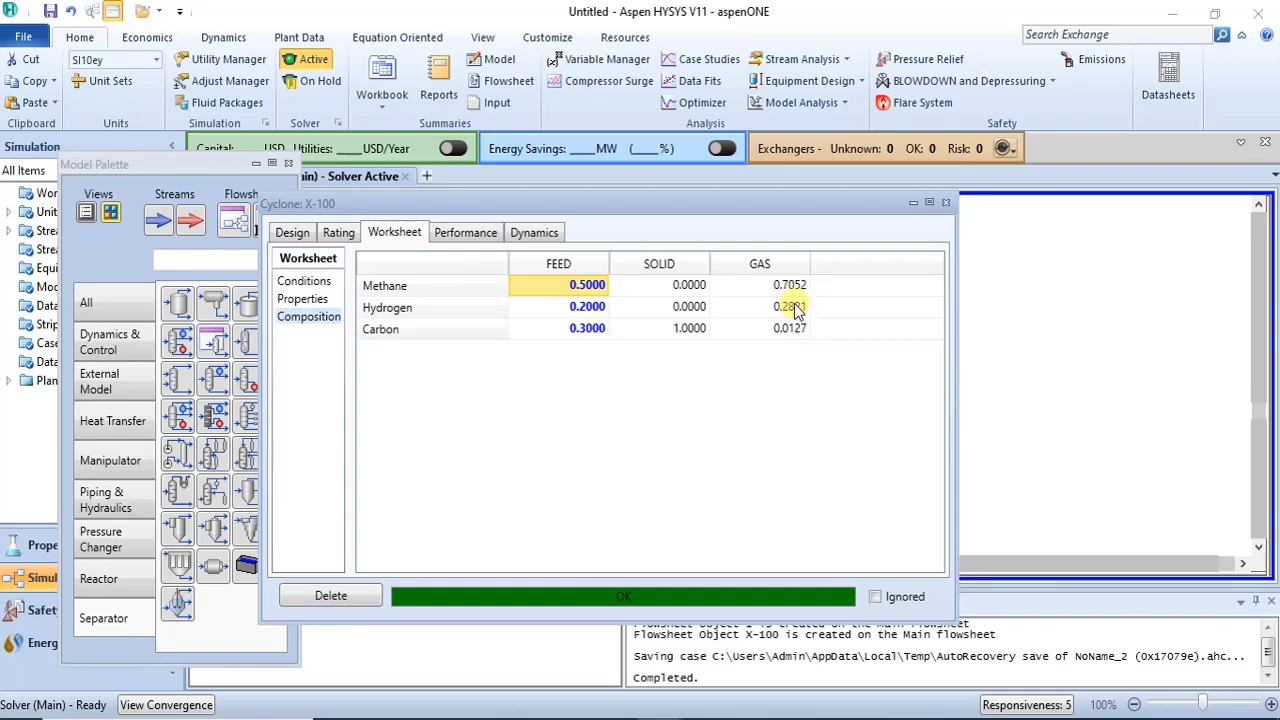 Untitled - Aspen HYSYS V11 - aspenONE
File Home Economics Dynamics Plant Data Equation Oriented View Customize Resources Search Exchange
Cut
Copy
Paste
Clipboard
SI10ey
Unit Sets
Units
Utility Manager
Adjust Manager
Fluid Packages
Simulation
Active
On Hold
Solver
Workbook
Reports
Model
Flowsheet
Input
Summaries
Variable Manager
Compressor Surge
Case Studies
Data Fits
Optimizer
Stream Analysis
Equipment Design
Model Analysis
Analysis
Pressure Relief
BLOWDOWN and Depressuring
Flare System
Emissions
Safety
Datasheets
Simulation
USD Utilities: ____USD/Year
Energy Savings: ____MW (____%)
Exchangers - Unknown: 0 OK: 0 Risk: 0
All Items
Model Palette
Solver Active
Views Streams
All
Dynamics & Control
External Model
Heat Transfer
Manipulator
Piping & Hydraulics
Pressure Changer
Reactor
Separator
Cyclone: X-100
Design Rating Worksheet Performance Dynamics
Worksheet
Conditions
Properties
Composition
FEED SOLID GAS
Methane 0.5000 0.0000 0.7052
Hydrogen 0.2000 0.0000
Carbon 0.3000 1.0000 0.0127
Delete OK Ignored
Flowsheet Object X-100 is created on the Main flowsheet
Saving case C:\Users\Admin\AppData\Local\Temp\AutoRecovery save of NoName_2 (0x17079e).ahc...
Completed.
Solver (Main) - Ready View Convergence Responsiveness: 5 100%